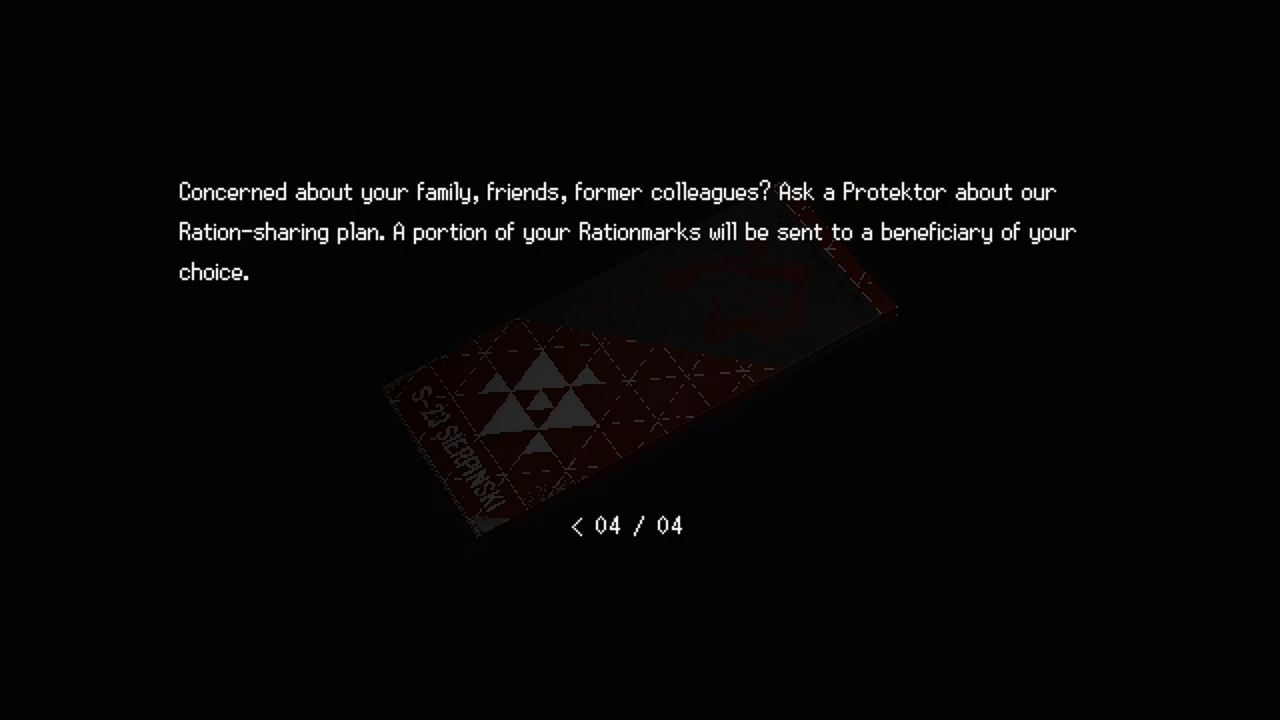 Concerned about your family, friends, former colleagues? Ask a Protektor about our
Ration-sharing plan. A portion of your Rationmarks will be sent to a beneficiary of your
choice.
S-23 SIERPINSKI
< 04 / 04